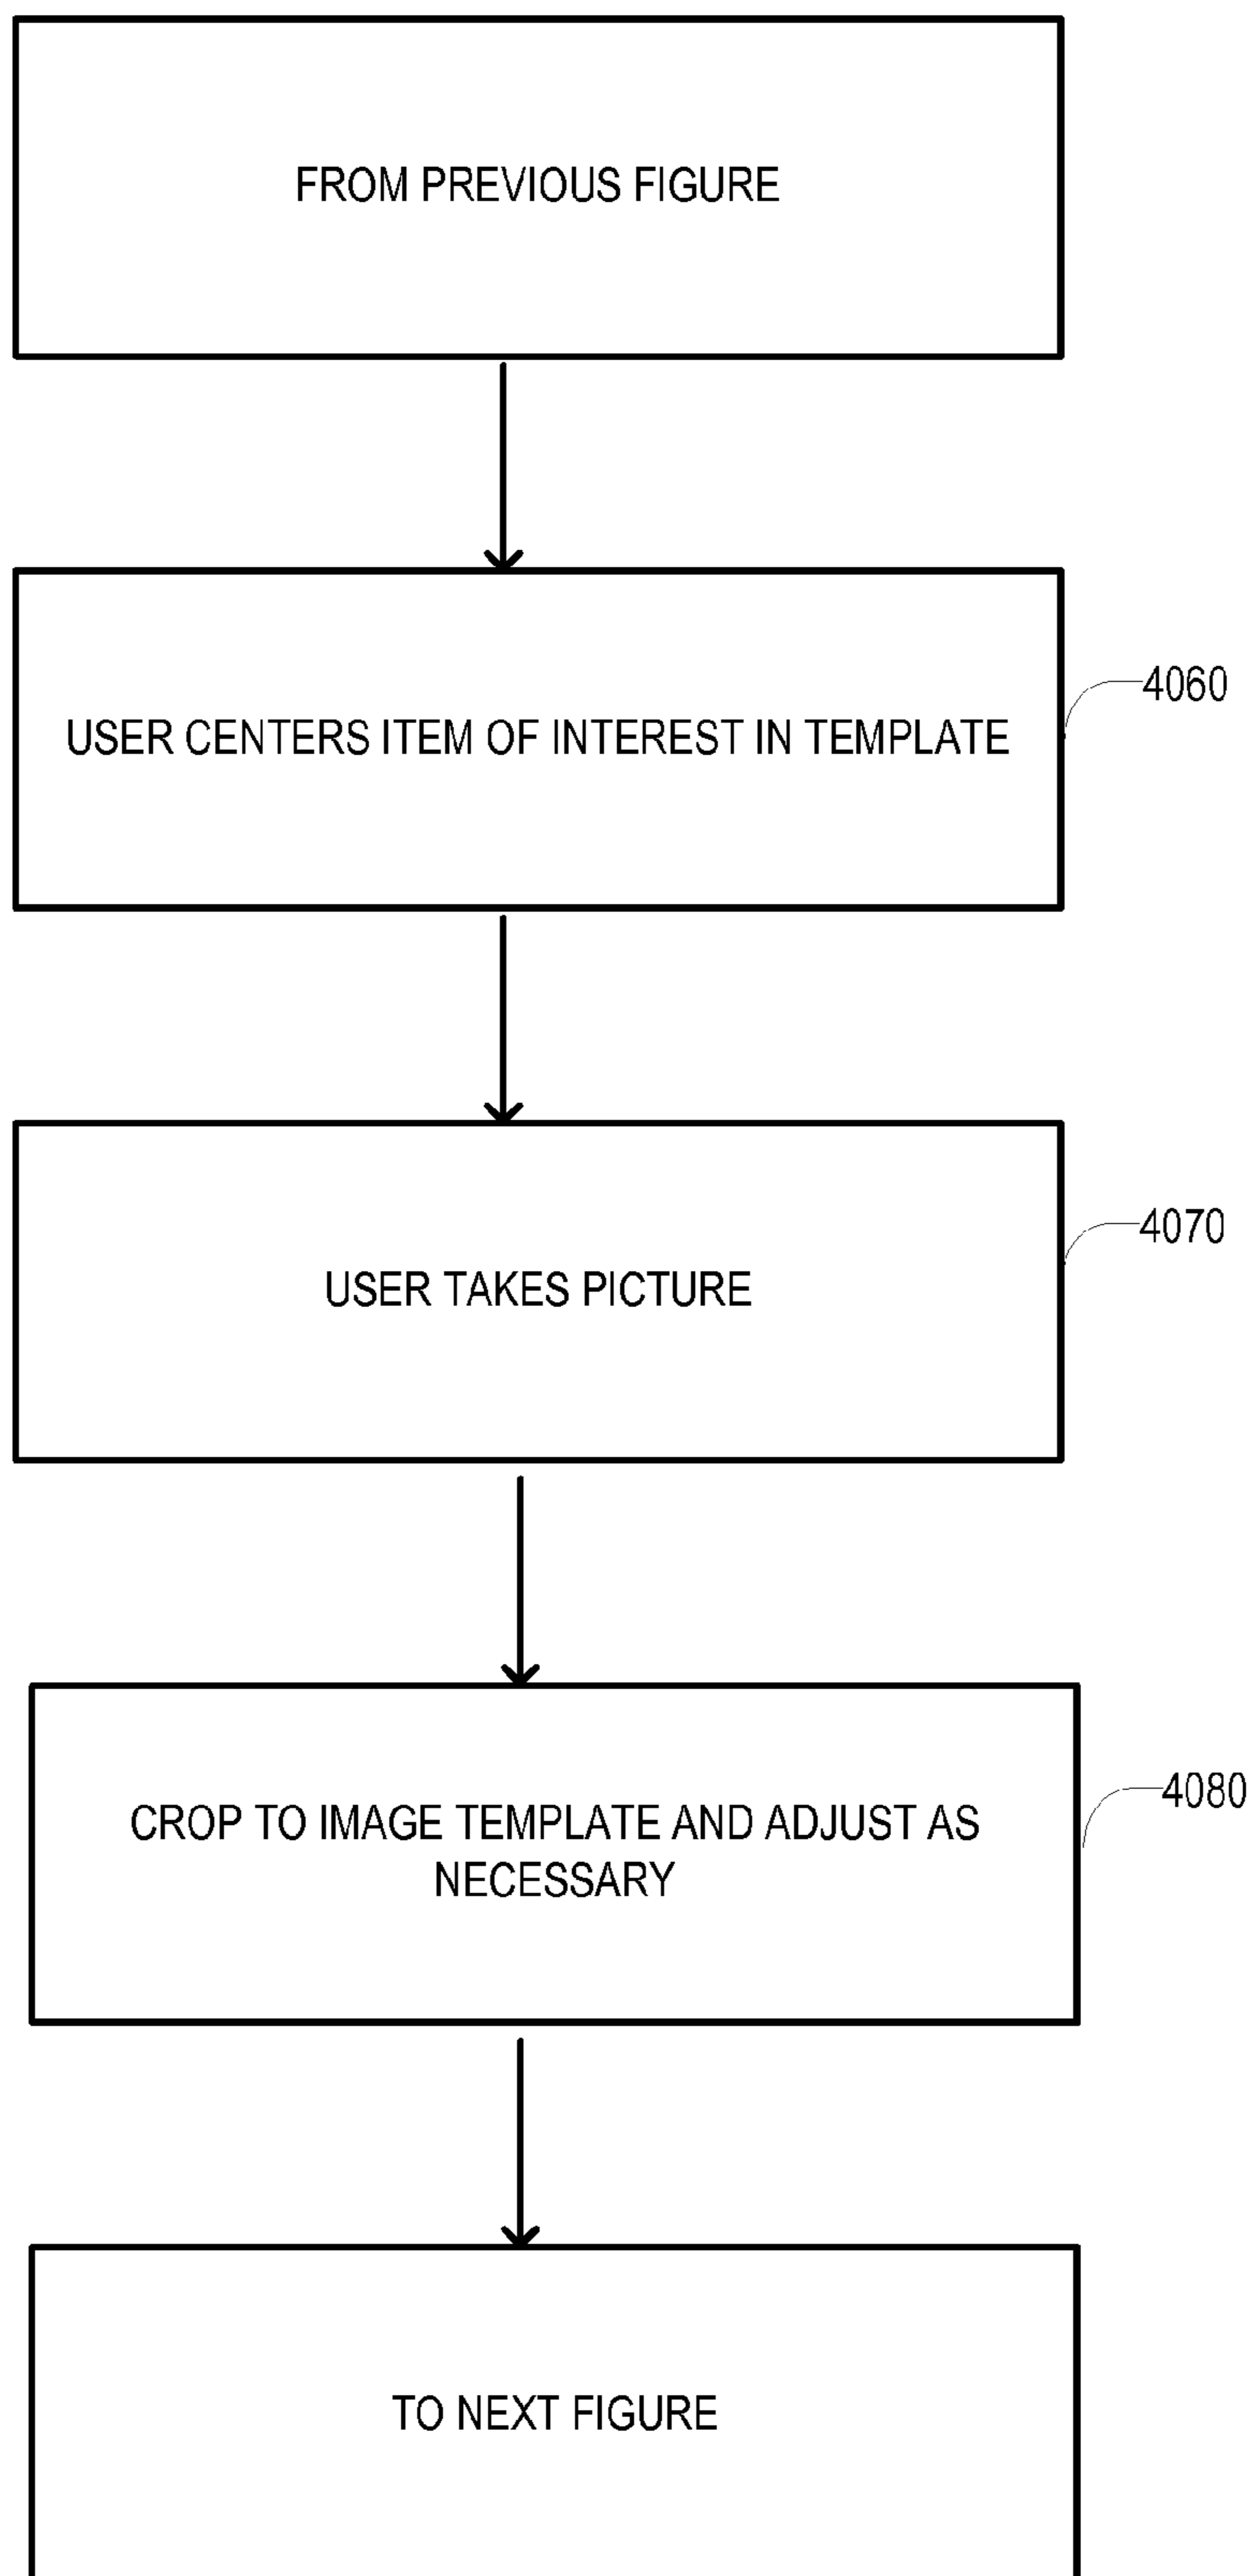 FROM PREVIOUS FIGURE
USER CENTERS ITEM OF INTEREST IN TEMPLATE
4060
USER TAKES PICTURE
4070
CROP TO IMAGE TEMPLATE AND ADJUST AS
NECESSARY
4080
TO NEXT FIGURE